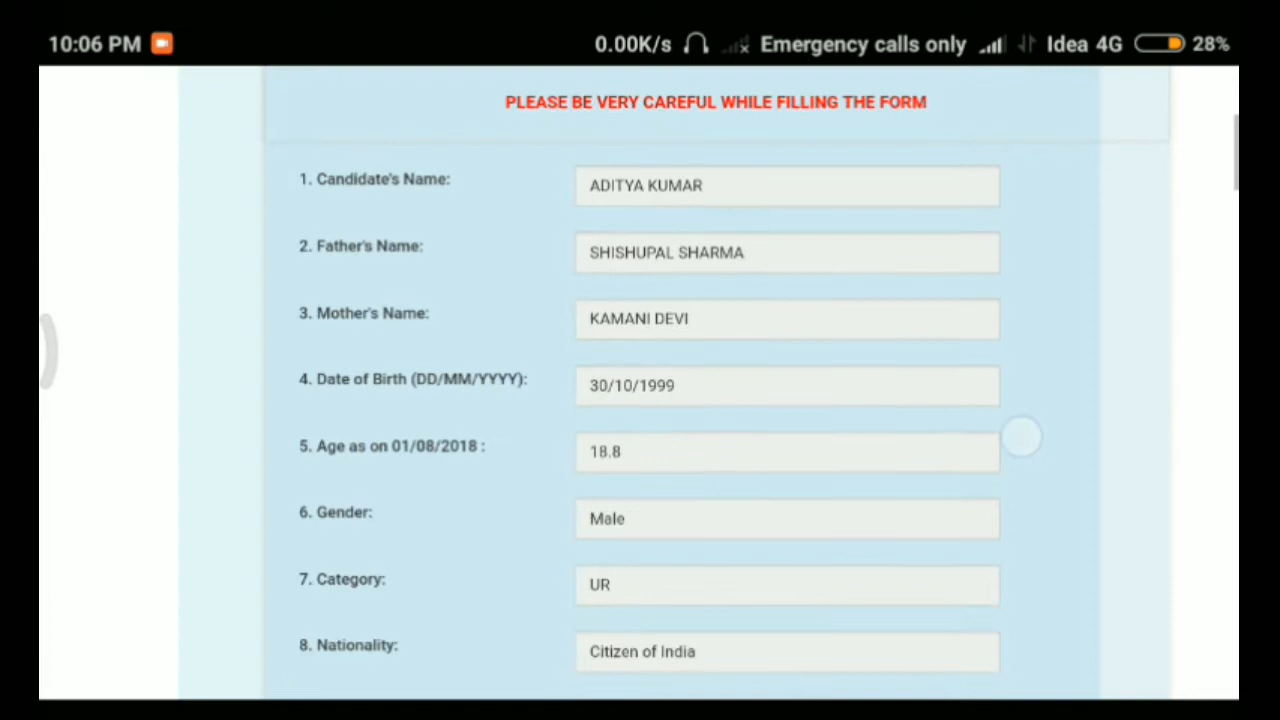 10:06 PM 0.00K/s Emergency calls only Idea 4G 28%
PLEASE BE VERY CAREFUL WHILE FILLING THE FORM
1. Candidate's Name: ADITYA KUMAR
2. Father's Name: SHISHUPAL SHARMA
3. Mother's Name: KAMANI DEVI
4. Date of Birth (DD/MM/YYYY): 30/10/1999
5. Age as on 01/08/2018 : 18.8
6. Gender: Male
7. Category: UR
8. Nationality: Citizen of India